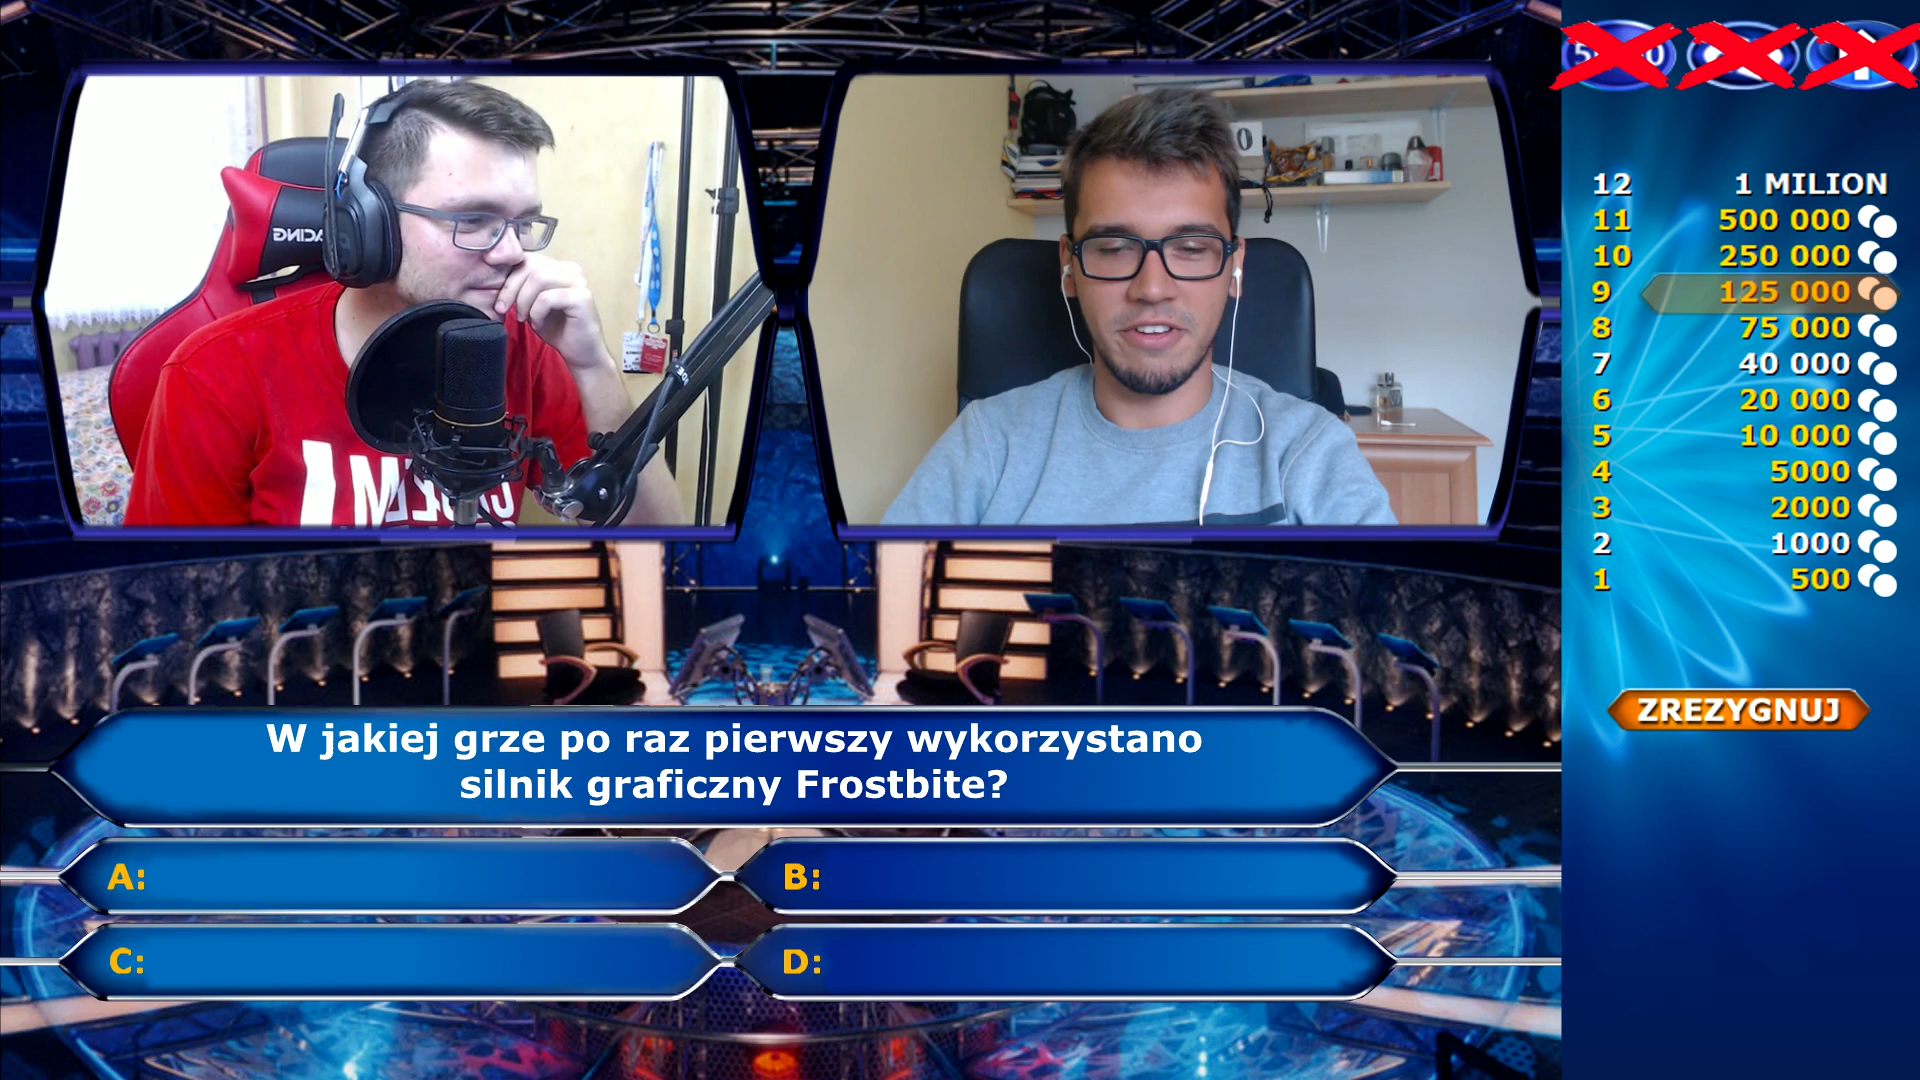 12 1 MILION
11 500 000
10 250 000
9 125 000
8 75 000
7 40 000
6 20 000
5 10 000
4 5000
3 2000
2 1000
1 500
ZREZYGNUJ
W jakiej grze po raz pierwszy wykorzystano
silnik graficzny Frostbite?
A:
B:
C:
D: